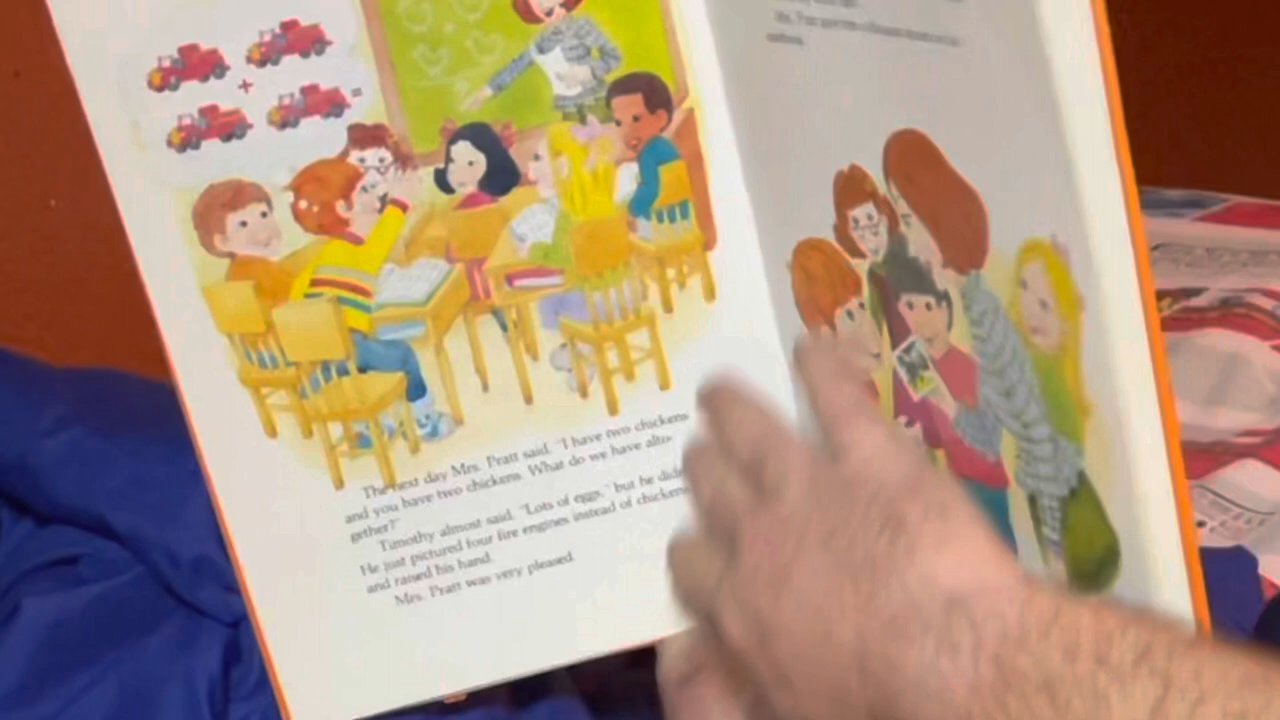 +
=
The next day Mrs. Pratt said. "I have two chickens
and you have two chickens. What do we have alto-
gether?"
Timothy almost said. "Lots of eggs," but he
He just pictured four fire engines instead of
and raised his hand.
Mrs. Pratt was very pleased.